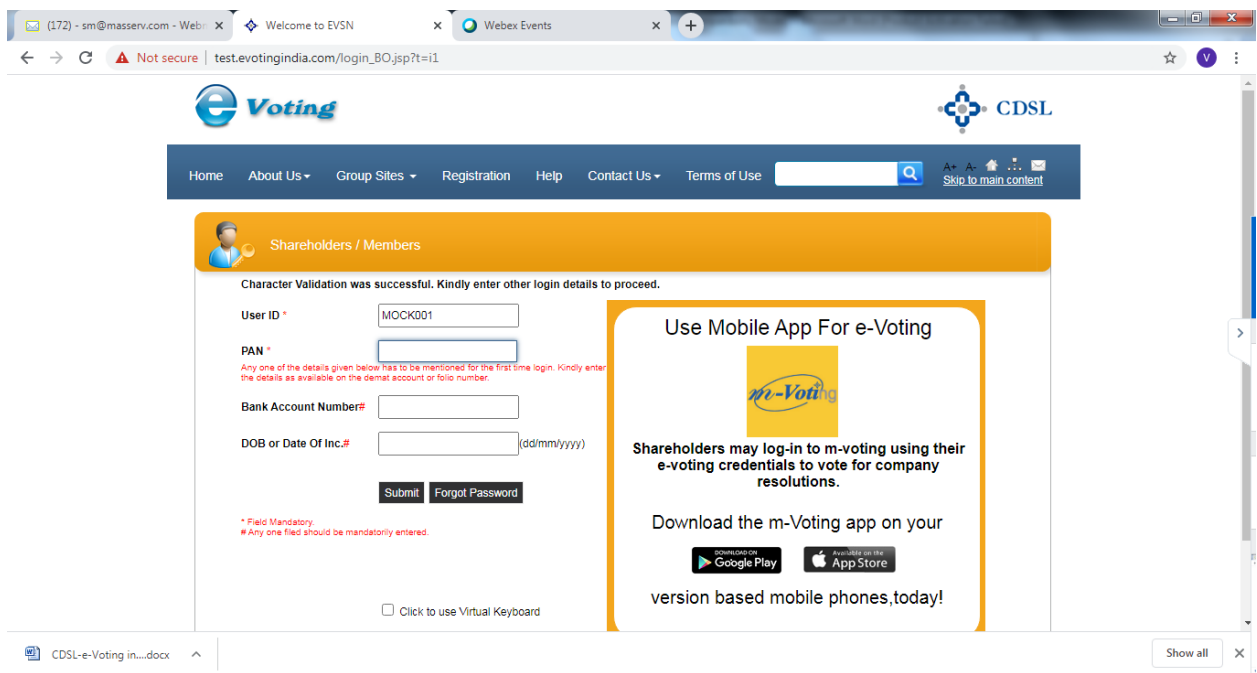 (172) - sm@masserv.com - Webm
Welcome to EVSN
Webex Events
Not secure | test.evotingindia.com/login_BO.jsp?t=i1
V
e Voting
CDSL
Home About Us Group Sites Registration Help Contact Us Terms of Use
A+ A-
Skip to main content
Shareholders / Members
Character Validation was successful. Kindly enter other login details to proceed.
User ID * MOCK001
PAN *
Any one of the details given below has to be mentioned for the first time login. Kindly enter
the details as available on the demat account or folio number.
Bank Account Number#
DOB or Date Of Inc.# (dd/mm/yyyy)
Submit Forgot Password
* Field Mandatory.
# Any one filed should be mandatorily entered.
Click to use Virtual Keyboard
Use Mobile App For e-Voting
m-Voting
Shareholders may log-in to m-voting using their
e-voting credentials to vote for company
resolutions.
Download the m-Voting app on your
DOWNLOAD ON
Google Play
Available on the
App Store
version based mobile phones,today!
CDSL-e-Voting in....docx
Show all